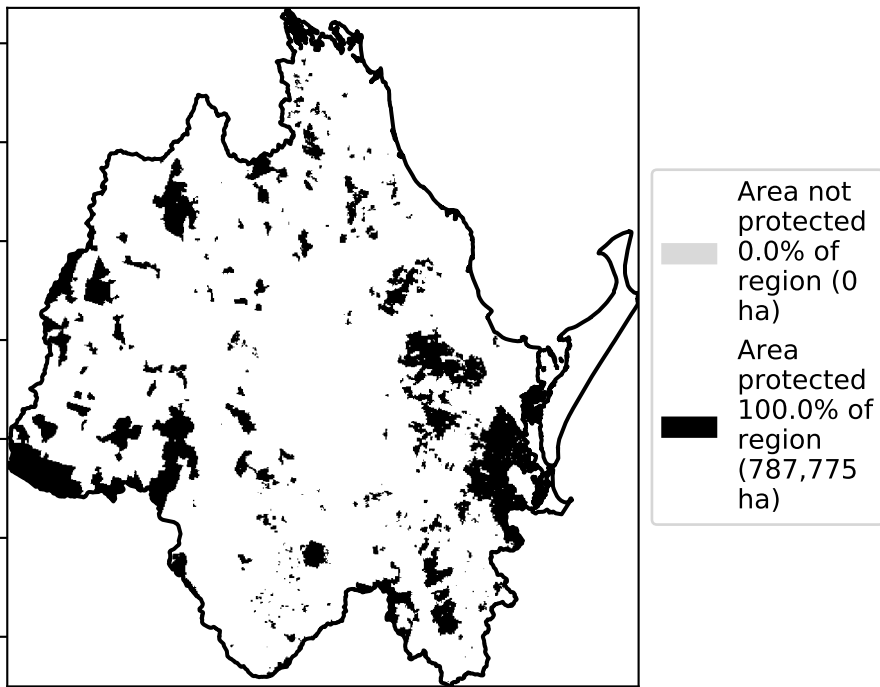 Area not
protected
0.0% of
region (0
ha)
Area
protected
100.0% of
region
(787,775
ha)